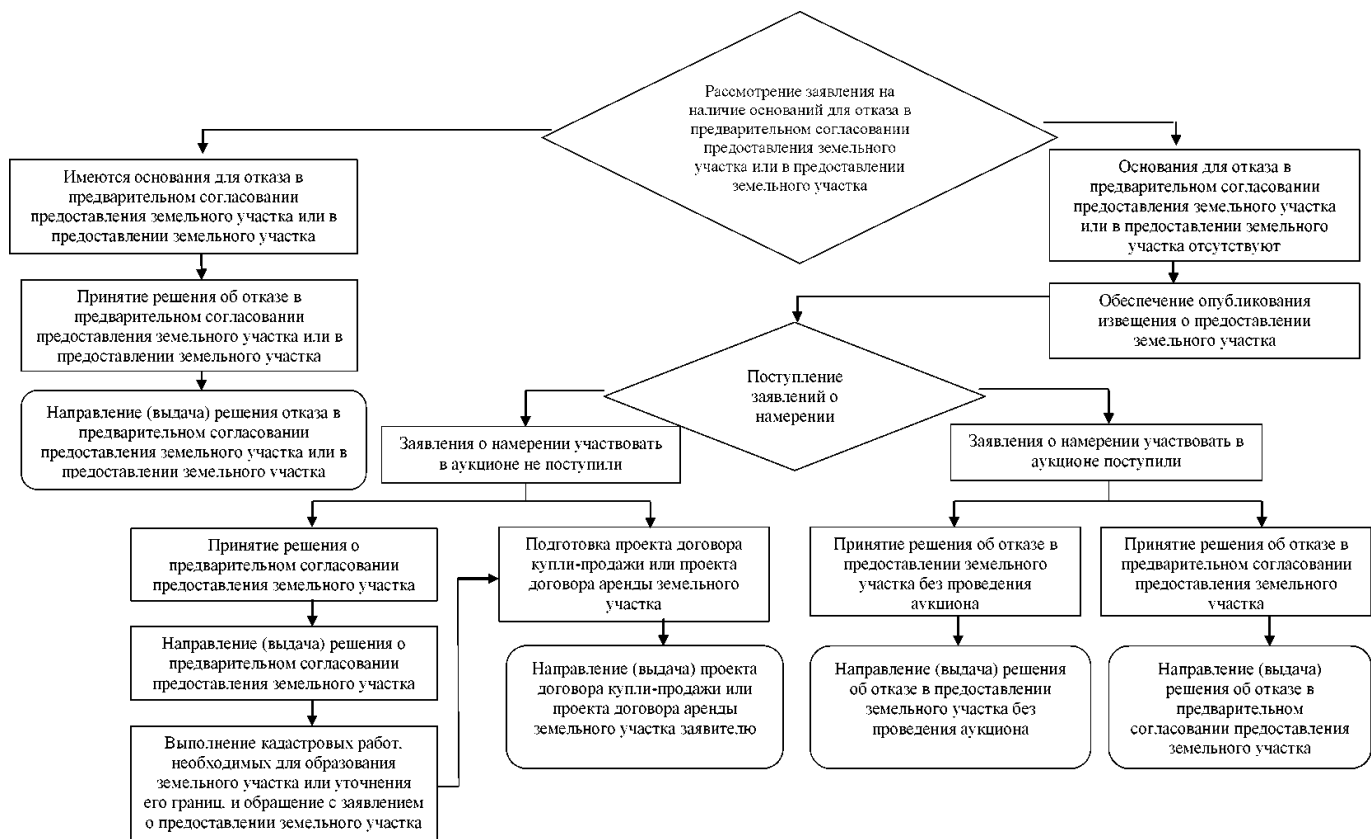 Рассмотрение заявления на
наличие оснований для отказа в
предварительном согласовании
предоставления земельного
участка или в предоставлении
земельного участка
Имеются основания для отказа в
предварительном согласовании
предоставления земельного участка или в
предоставлении земельного участка
Основания для отказа в
предварительном согласовании
предоставления земельного участка
или в предоставлении земельного
участка отсутствуют
Принятие решения об отказе в
предварительном согласовании
предоставления земельного участка или в
предоставлении земельного участка
Обеспечение опубликования
извещения о предоставлении
земельного участка
Направление (выдача) решения отказа в
предварительном согласовании
предоставления земельного участка или в
предоставлении земельного участка
Поступление
заявлений о
намерении
Заявления о намерении участвовать
в аукционе не поступили
Заявления о намерении участвовать в
аукционе поступили
Принятие решения о
предварительном согласовании
предоставления земельного участка
Подготовка проекта договора
купли-продажи или проекта
договора аренды земельного
участка
Принятие решения об отказе в
предоставлении земельного
участка без проведения
аукциона
Принятие решения об отказе в
предварительном согласовании
предоставления земельного
участка
Направление (выдача) решения о
предварительном согласовании
предоставления земельного участка
Направление (выдача) проекта
договора купли-продажи или
проекта договора аренды
земельного участка заявителю
Направление (выдача) решения
об отказе в предоставлении
земельного участка без
проведения аукциона
Направление (выдача)
решения об отказе в
предварительном
согласовании предоставления
земельного участка
Выполнение кадастровых работ,
необходимых для образования
земельного участка или уточнения
его границ, и обращение с заявлением
о предоставлении земельного участка